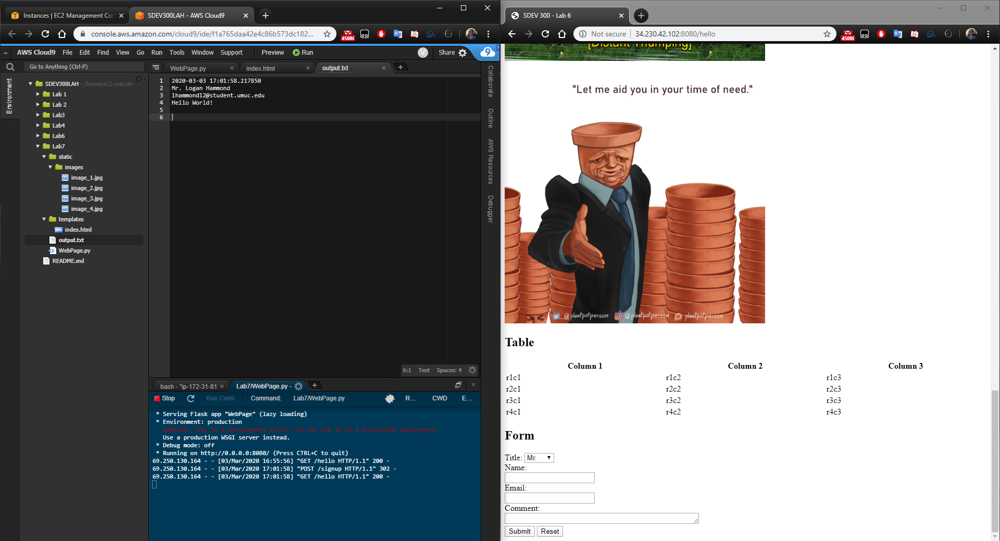 Instances | EC2 Management Cor
SDEV300LAH - AWS Cloud9
console.aws.amazon.com/cloud9/ide/f1a765daa42e4c86b573dc182...
AWS Cloud9 File Edit Find View Go Run Tools Window Support Preview Run Share
Go to Anything (Ctrl-P)
Environment
SDEV300LAH - /home/ec2-user/en
Lab 1
Lab 2
Lab3
Lab4
Lab6
Lab7
static
images
image_1.jpg
image_2.jpg
image_3.jpg
image_4.jpg
templates
index.html
output.txt
WebPage.py
README.md
WebPage.py
index.html
output.txt
1 2020-03-03 17:01:58.217850
2 Mr. Logan Hammond
3 lhammond12@student.umuc.edu
4 Hello World!
5
6
6:1 Text Spaces: 4
Collaborate
Outline
AWS Resources
Debugger
bash - "ip-172-31-81
Lab7/WebPage.py -
Stop Run Confi Command: Lab7/WebPage.py R... CWD E...
* Serving Flask app "WebPage" (lazy loading)
* Environment: production
WARNING: This is a development server. Do not use it in a production deployment.
Use a production WSGI server instead.
* Debug mode: off
* Running on http://0.0.0.0:8080/ (Press CTRL+C to quit)
69.250.130.164 - - [03/Mar/2020 16:55:56] "GET /hello HTTP/1.1" 200 -
69.250.130.164 - - [03/Mar/2020 17:01:58] "POST /signup HTTP/1.1" 302 -
69.250.130.164 - - [03/Mar/2020 17:01:58] "GET /hello HTTP/1.1" 200 -
SDEV 300 - Lab 6
Not secure | 34.230.42.102:8080/hello
[Distant Thumping]
"Let me aid you in your time of need."
@plantpotperson @plantpotperson plantpotperson
Table
Column 1 Column 2 Column 3
r1c1 r1c2 r1c3
r2c1 r2c2 r2c3
r3c1 r3c2 r3c3
r4c1 r4c2 r4c3
Form
Title: Mr.
Name:
Email:
Comment:
Submit Reset